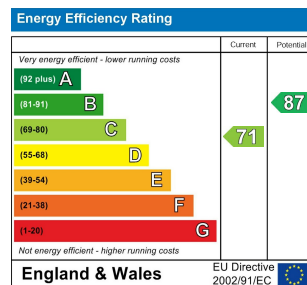 Energy Efficiency Rating
Current Potential
Very energy efficient - lower running costs
(92 plus) A
(81-91) B
87
(69-80) C
71
(55-68) D
(39-54) E
(21-38) F
(1-20) G
Not energy efficient - higher running costs
England & Wales
EU Directive
2002/91/EC